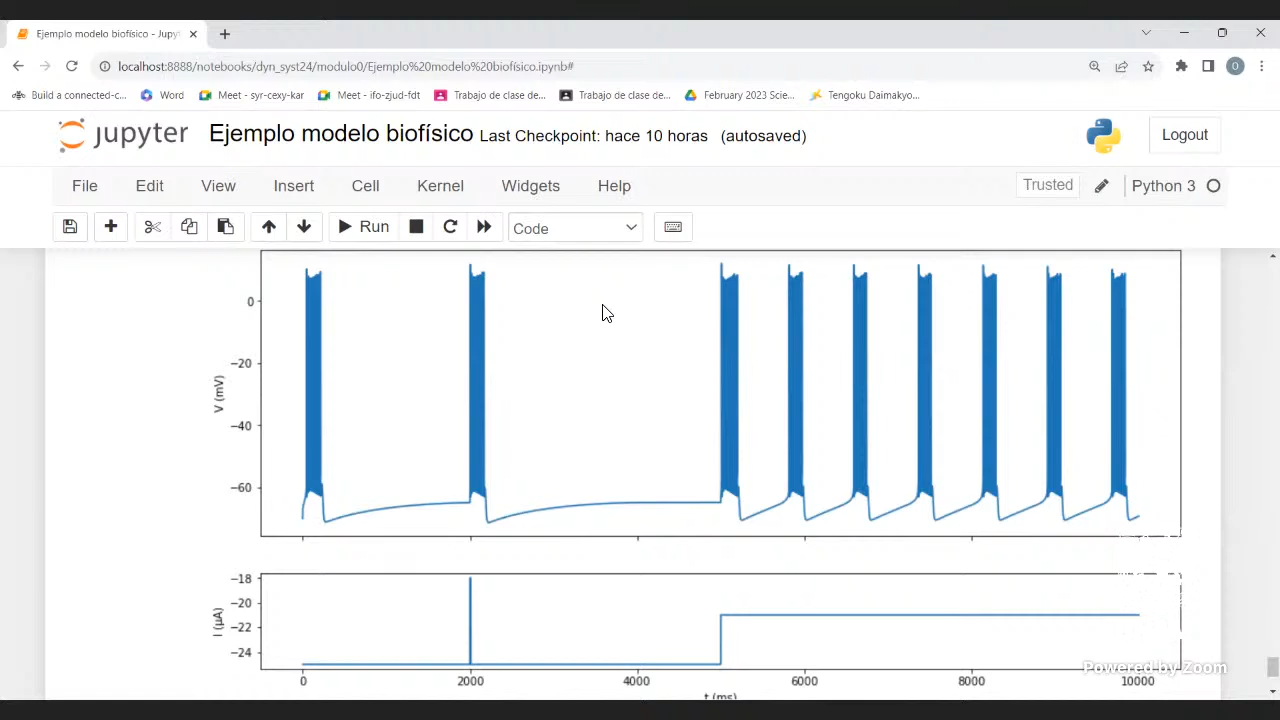 Ejemplo modelo biofísico - Jupyt
localhost:8888/notebooks/dyn_syst24/modulo0/Ejemplo%20modelo%20biofísico.ipynb#
O
Build a connected-c... Word Meet - syr-cexy-kar Meet - ifo-zjud-fdt Trabajo de clase de... Trabajo de clase de... February 2023 Scie... Tengoku Daimakyo...
jupyter Ejemplo modelo biofísico Last Checkpoint: hace 10 horas (autosaved) Logout
File Edit View Insert Cell Kernel Widgets Help Trusted Python 3
Run Code
0
−20
V (mV)
−40
−60
−18
−20
I (μA)
−22
−24
0 2000 4000 6000 8000 10000
t (ms)
Powered by Zoom